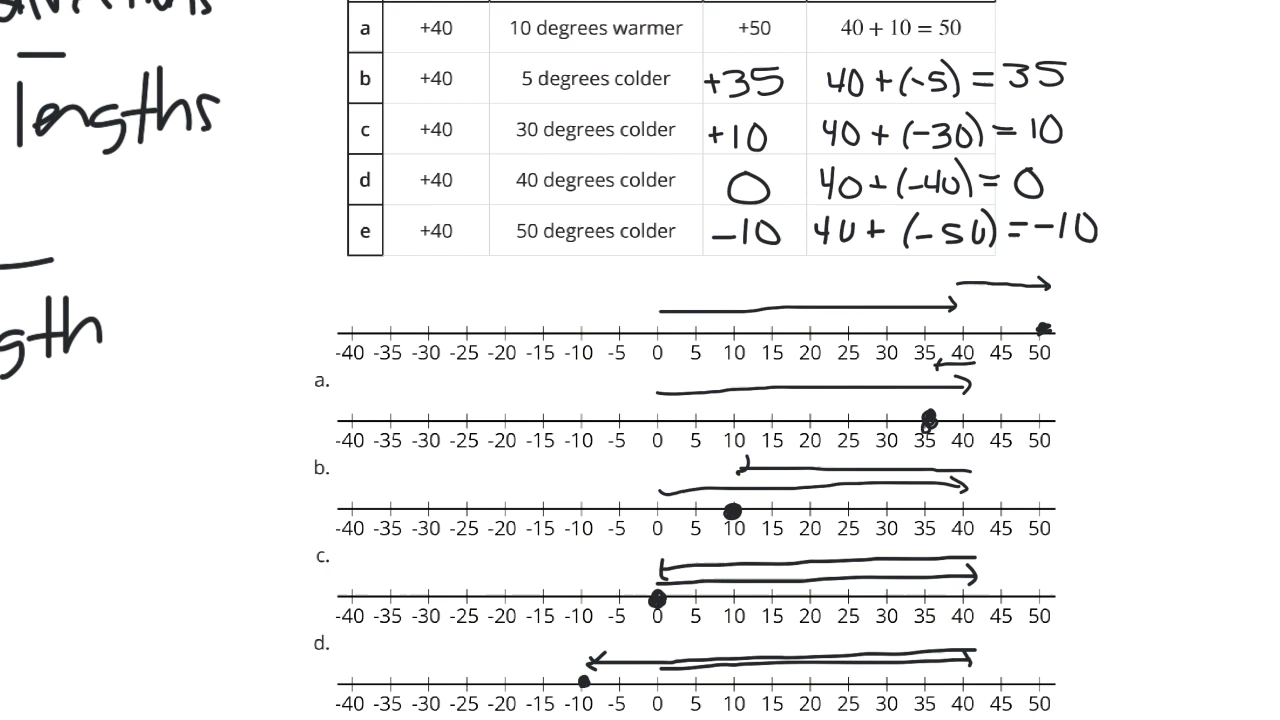 lengths
a +40 10 degrees warmer +50 40 + 10 = 50
b +40 5 degrees colder +35 40 + (-5) = 35
c +40 30 degrees colder +10 40 + (-30) = 10
d +40 40 degrees colder 0 40 + (-40) = 0
e +40 50 degrees colder -10 40 + (-50) = -10
gth
-40 -35 -30 -25 -20 -15 -10 -5 0 5 10 15 20 25 30 35 40 45 50
a.
-40 -35 -30 -25 -20 -15 -10 -5 0 5 10 15 20 25 30 35 40 45 50
b.
-40 -35 -30 -25 -20 -15 -10 -5 0 5 10 15 20 25 30 35 40 45 50
c.
-40 -35 -30 -25 -20 -15 -10 -5 0 5 10 15 20 25 30 35 40 45 50
d.
-40 -35 -30 -25 -20 -15 -10 -5 0 5 10 15 20 25 30 35 40 45 50